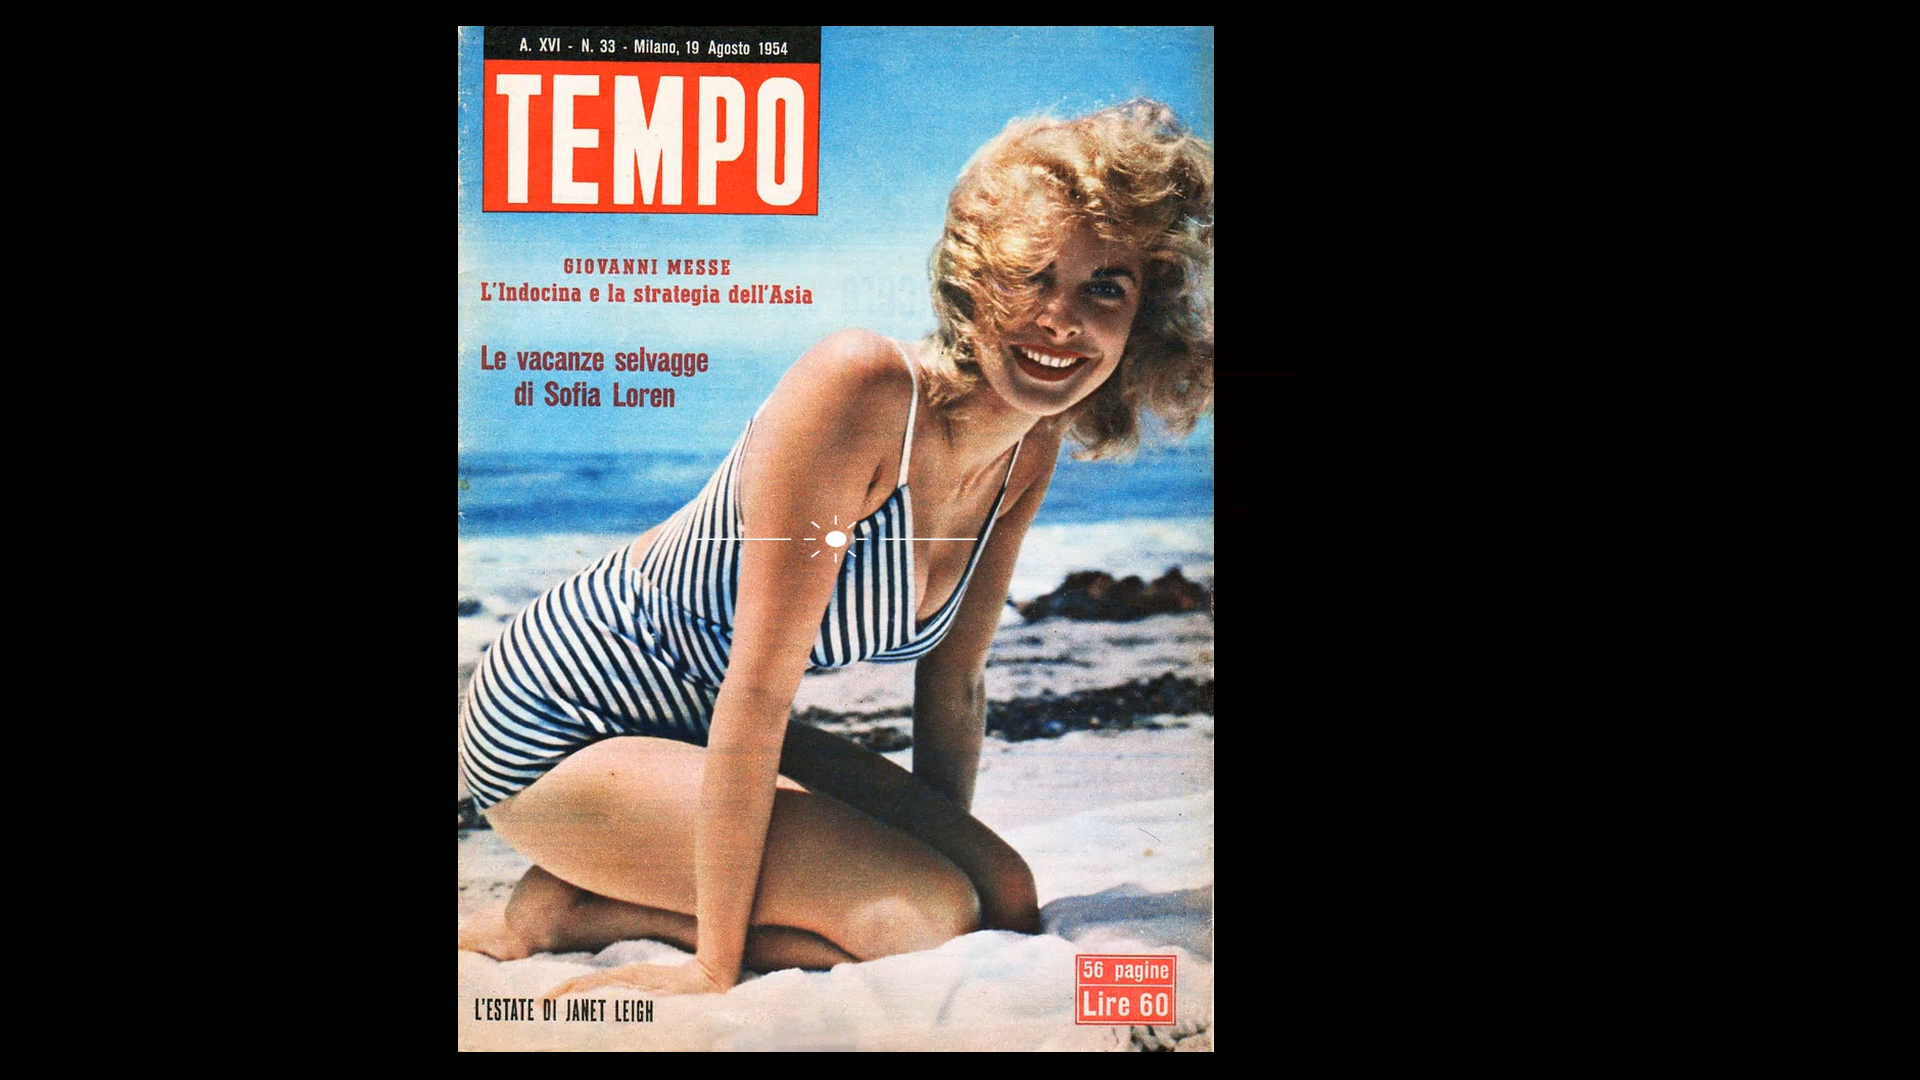 A. XVI - N. 33 - Milano, 19 Agosto 1954
TEMPO
GIOVANNI MESSE
L'Indocina e la strategia dell'Asia
Le vacanze selvagge
di Sofia Loren
L'ESTATE DI JANET LEIGH
56 pagine
Lire 60